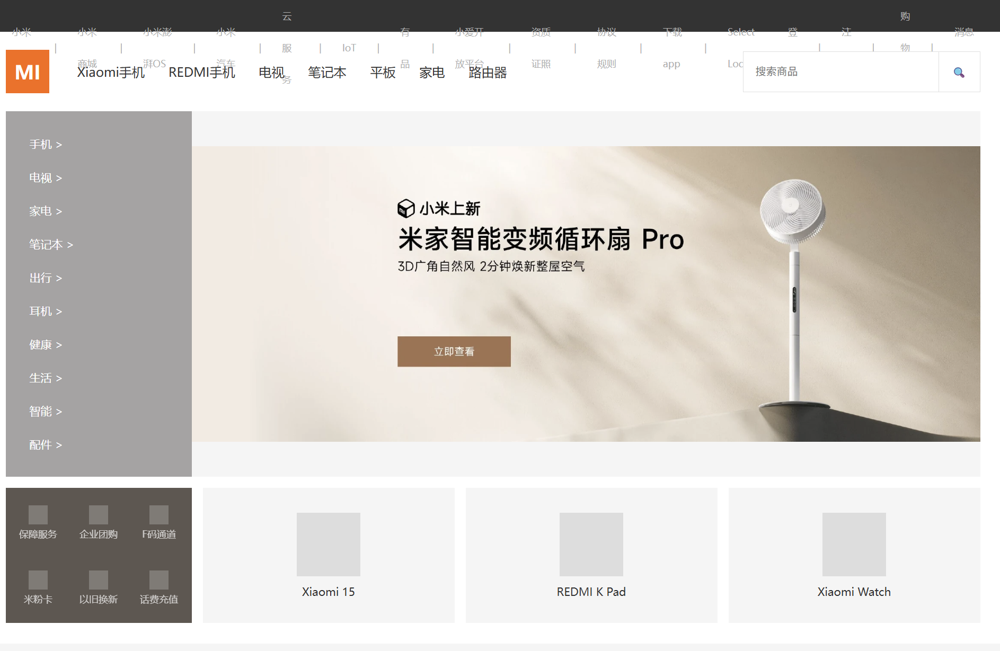 小米商城 | 小米澎湃OS | 小米汽车 | 云服务 | IoT | 有品 | 小爱开放平台 | 资质证照 | 协议规则 | 下载app | Select Loc
登 | 注 | 购物 | 消息
小米
MI
Xiaomi手机 REDMI手机 电视 笔记本 平板 家电 路由器
搜索商品
手机 >
电视 >
家电 >
笔记本 >
出行 >
耳机 >
健康 >
生活 >
智能 >
配件 >
小米上新
米家智能变频循环扇 Pro
3D广角自然风 2分钟焕新整屋空气
立即查看
保障服务 企业团购 F码通道
米粉卡 以旧换新 话费充值
Xiaomi 15
REDMI K Pad
Xiaomi Watch